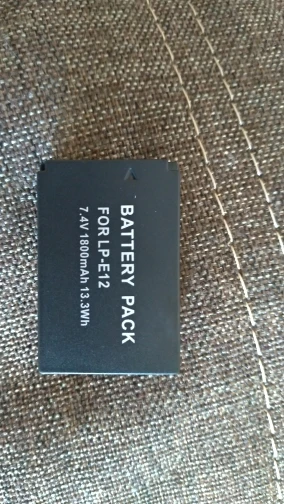 BATTERY PACK
FOR LP-E12
7.4V 1800mAh 13.3Wh